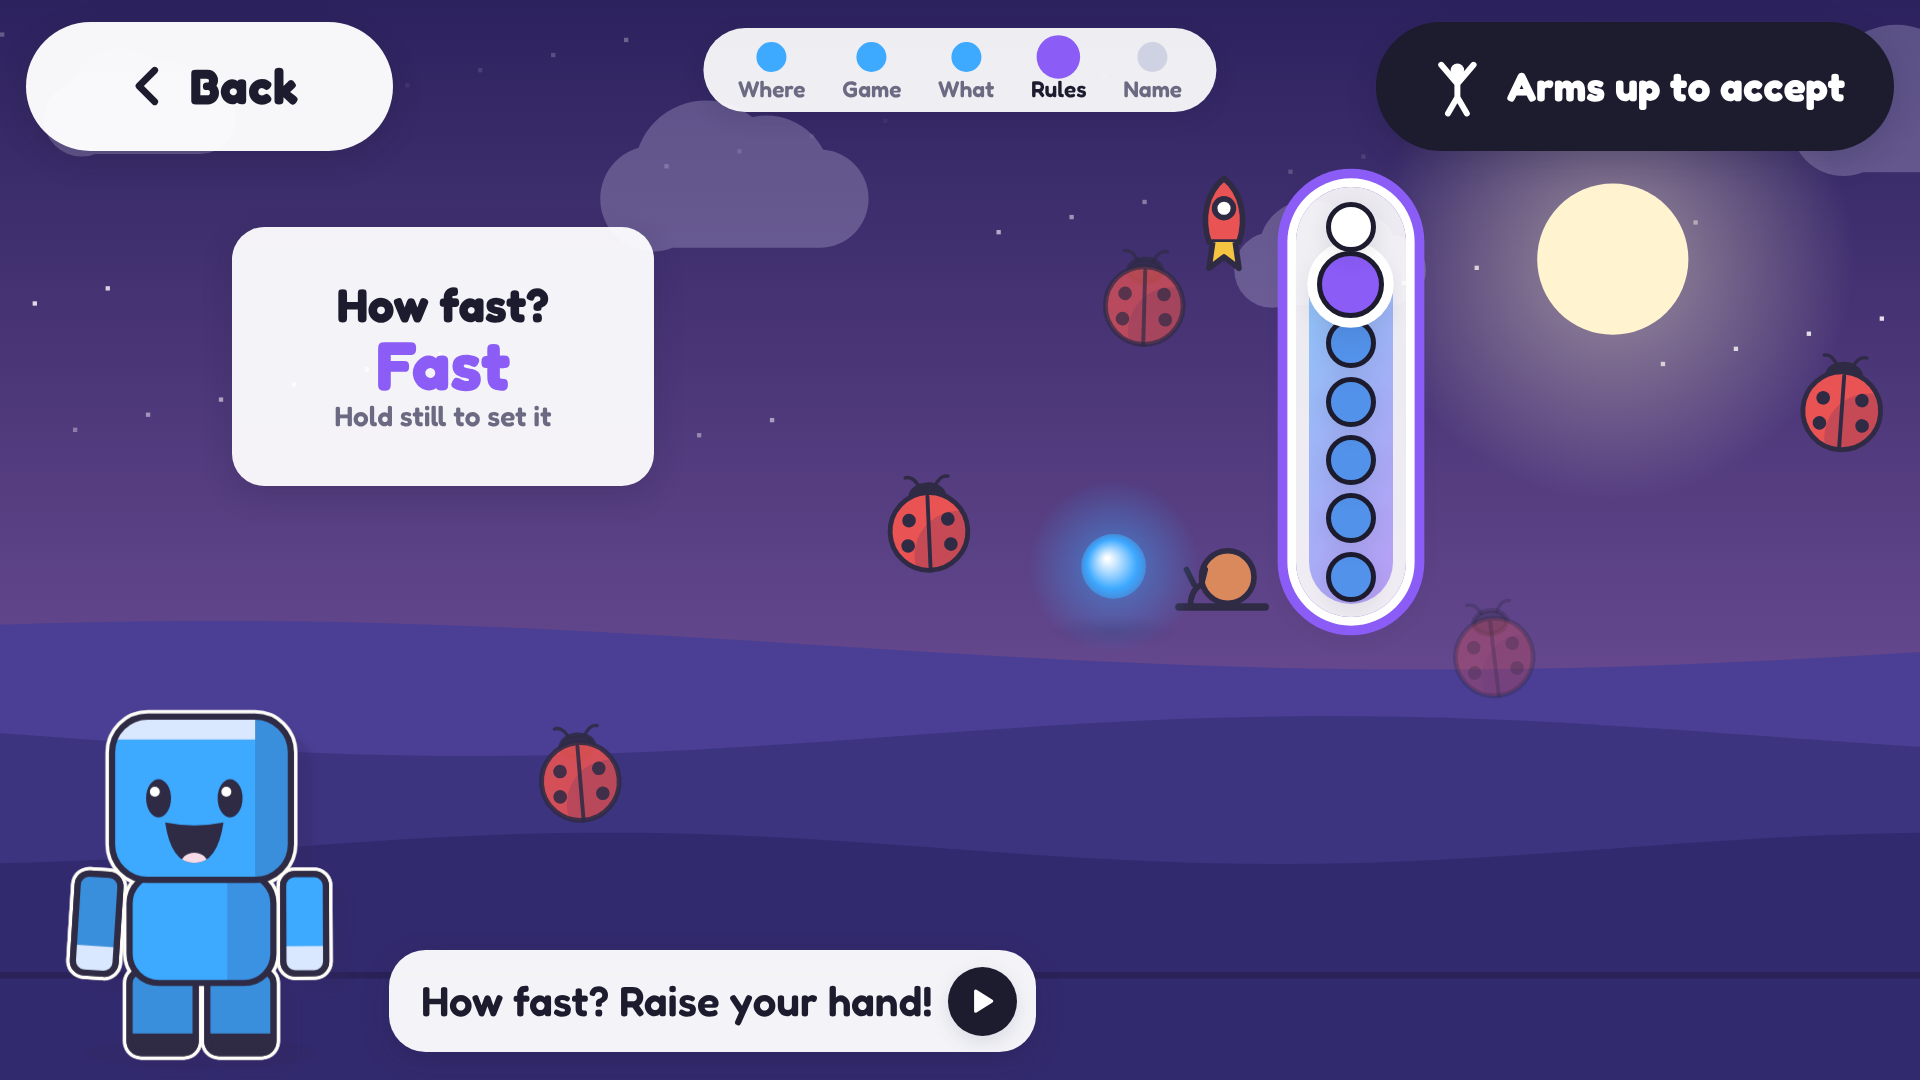 Back
Where
Game
What
Rules
Name
Arms up to accept
How fast?
Fast
Hold still to set it
How fast? Raise your hand!